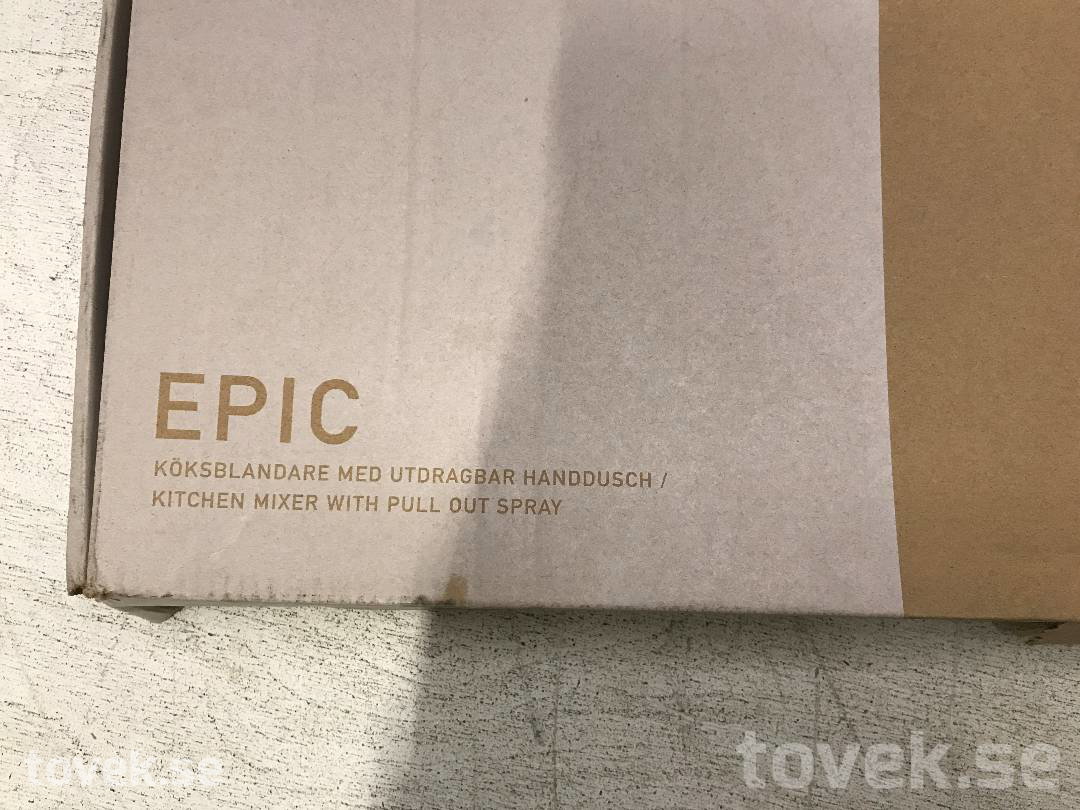 EPIC
KÖKSBLANDARE MED UTDRAGBAR HANDDUSCH /
KITCHEN MIXER WITH PULL OUT SPRAY
tovek.se
tovek.se